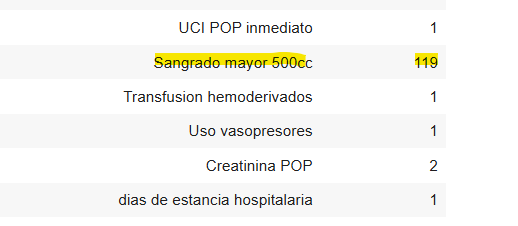 UCI POP inmediato 1
Sangrado mayor 500cc 119
Transfusion hemoderivados 1
Uso vasopresores 1
Creatinina POP 2
dias de estancia hospitalaria 1